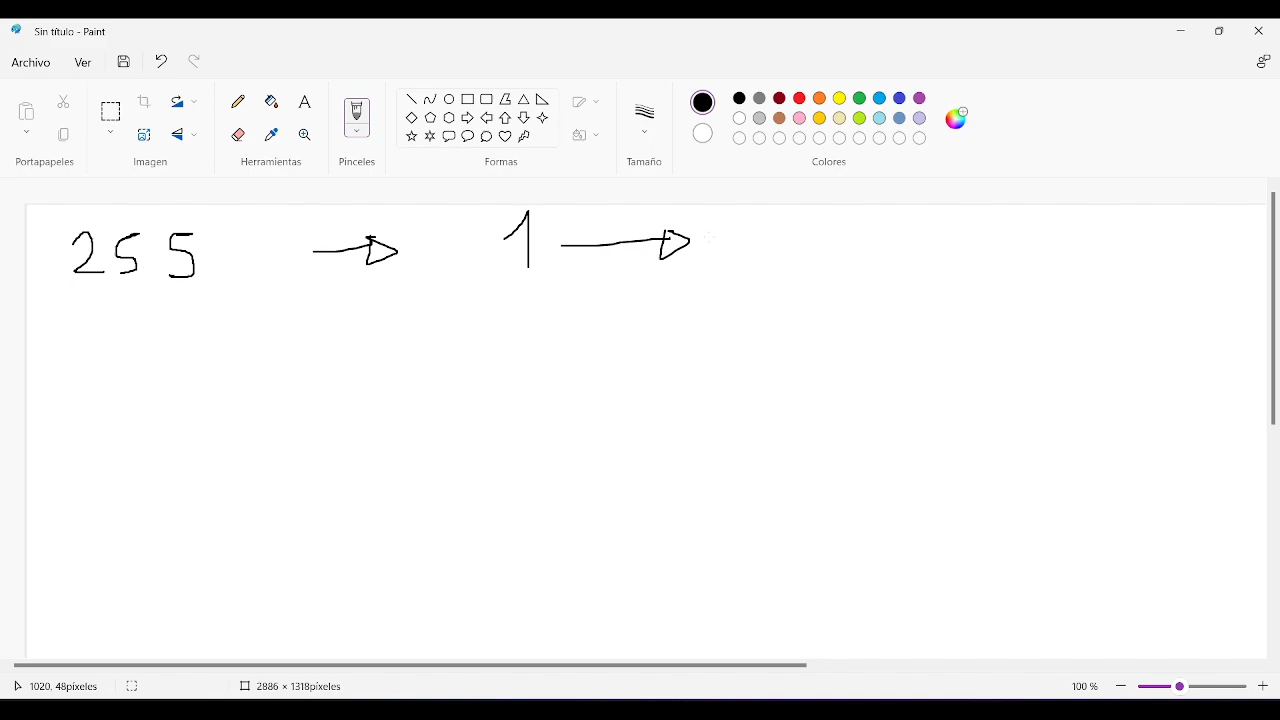 Sin título - Paint
Archivo Ver
Portapapeles Imagen Herramientas Pinceles Formas Tamaño Colores
255 1
1020, 48píxeles 2886 × 1318píxeles 100 %